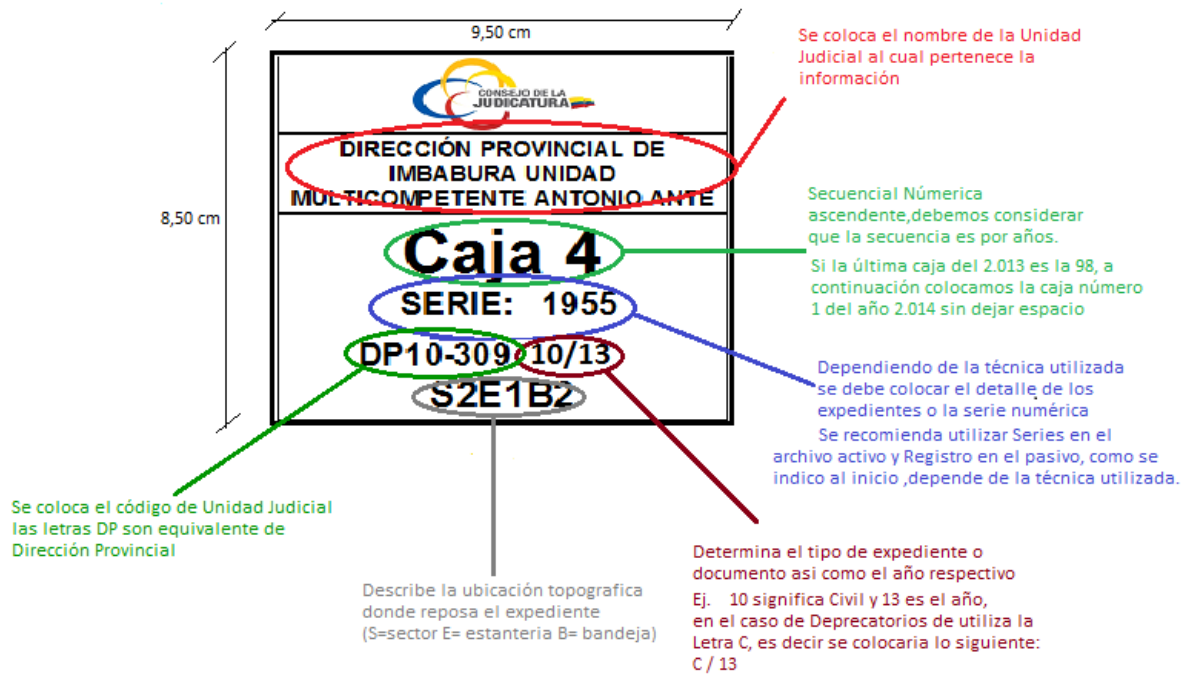 9,50 cm
Se coloca el nombre de la Unidad
Judicial al cual pertenece la
información
CONSEJO DE LA
JUDICATURA
DIRECCIÓN PROVINCIAL DE
IMBABURA UNIDAD
MULTICOMPETENTE ANTONIO ANTE
8,50 cm
Secuencial Númerica
ascendente,debemos considerar
que la secuencia es por años.
Si la última caja del 2.013 es la 98, a
continuación colocamos la caja número
1 del año 2.014 sin dejar espacio
Caja 4
SERIE: 1955
DP10-309 10/13
S2E1B2
Dependiendo de la técnica utilizada
se debe colocar el detalle de los
expedientes o la serie numérica
Se recomienda utilizar Series en el
archivo activo y Registro en el pasivo, como se
indico al inicio ,depende de la técnica utilizada.
Se coloca el código de Unidad Judicial
las letras DP son equivalente de
Dirección Provincial
Describe la ubicación topografica
donde reposa el expediente
(S=sector E= estanteria B= bandeja)
Determina el tipo de expediente o
documento asi como el año respectivo
Ej. 10 significa Civil y 13 es el año,
en el caso de Deprecatorios de utiliza la
Letra C, es decir se colocaria lo siguiente:
C / 13